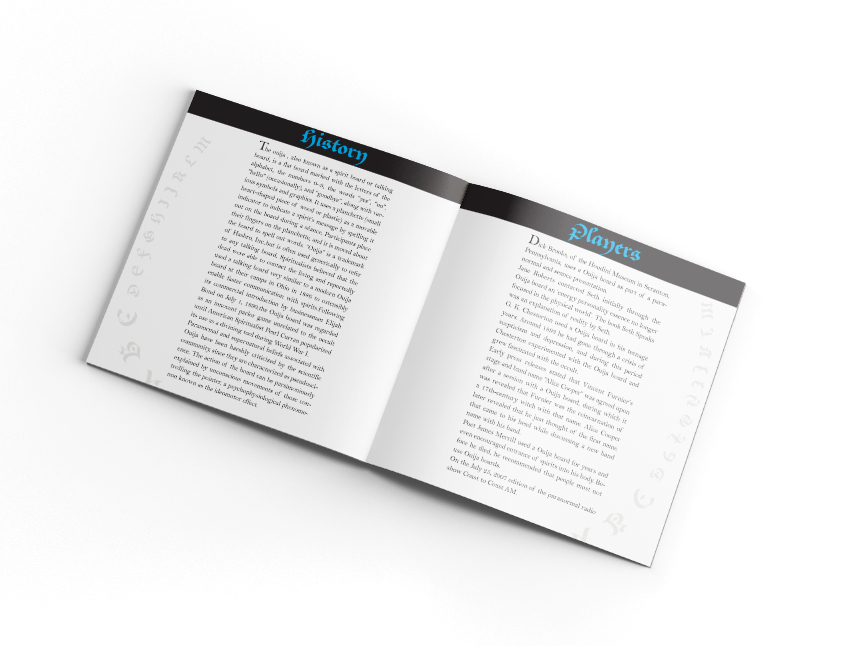 History
The ouija , also known as a spirit board or talking
board, is a flat board marked with the letters of the
alphabet, the numbers 0-9, the words "yes", "no",
"hello" (occasionally), and "goodbye", along with var-
ious symbols and graphics. It uses a planchette (small
heart-shaped piece of wood or plastic) as a movable
indicator to indicate a spirit's message by spelling it
out on the board during a séance. Participants place
their fingers on the planchette, and it is moved about
the board to spell out words. "Ouija" is a trademark
of Hasbro, Inc, but is often used generically to refer
to any talking board. Spiritualists believed that the
dead were able to contact the living and reportedly
used a talking board very similar to a modern Ouija
board at their camps in Ohio in 1886 to ostensibly
enable faster communication with spirits.Following
its commercial introduction by businessman Elijah
Bond on July 1, 1890,the Ouija board was regarded
as an innocent parlor game unrelated to the occult
until American Spiritualist Pearl Curran popularized
its use as a divining tool during World War I.
Paranormal and supernatural beliefs associated with
Ouija have been harshly criticized by the scientific
community, since they are characterized as pseudosci-
ence. The action of the board can be parsimoniously
explained by unconscious movements of those con-
trolling the pointer, a psychophysiological phenome-
non known as the ideomotor effect.
Players
Dick Brooks, of the Houdini Museum in Scranton,
Pennsylvania, uses a Ouija board as part of a para-
normal and seance presentation.
Jane Roberts contacted Seth initially through the
Ouija board an 'energy personality essence no longer
focused in the physical world'. The book Seth Speaks
was an explanation of reality by Seth.
G. K. Chesterton used a Ouija board in his teenage
years. Around 1893 he had gone through a crisis of
scepticism and depression, and during this period
Chesterton experimented with the Ouija board and
grew fascinated with the occult.
Early press releases stated that Vincent Furnier's
stage and band name "Alice Cooper" was agreed upon
after a session with a Ouija board, during which it
was revealed that Furnier was the reincarnation of
a 17th-century witch with that name. Alice Cooper
later revealed that he just thought of the first name
that came to his head while discussing a new band
name with his band.
Poet James Merrill used a Ouija board for years and
even encouraged entrance of spirits into his body. Be-
fore he died, he recommended that people must not
use Ouija boards.
On the July 25, 2007 edition of the paranormal radio
show Coast to Coast AM,